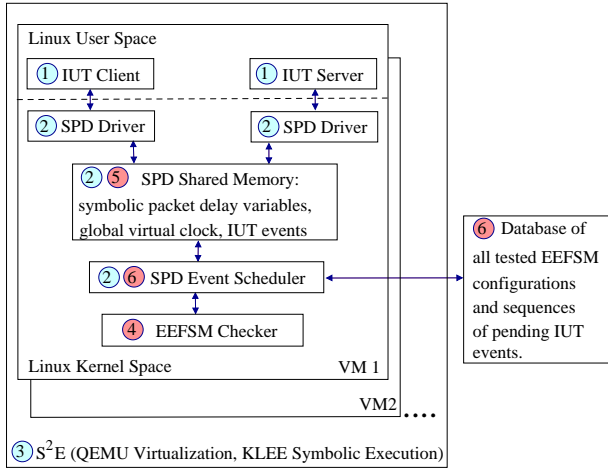 Linux User Space
1 IUT Client
1 IUT Server
2 SPD Driver
2 SPD Driver
2 5 SPD Shared Memory:
symbolic packet delay variables,
global virtual clock, IUT events
2 6 SPD Event Scheduler
4 EEFSM Checker
Linux Kernel Space
VM 1
VM2
....
6 Database of
all tested EEFSM
configurations
and sequences
of pending IUT
events.
3 S²E (QEMU Virtualization, KLEE Symbolic Execution)